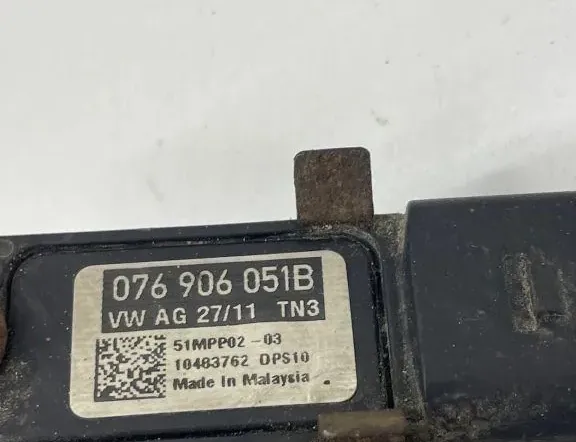 076 906 051B
VW AG 27/11 TN3
51MPP02-03
10483762 DPS10
Made In Malaysia .